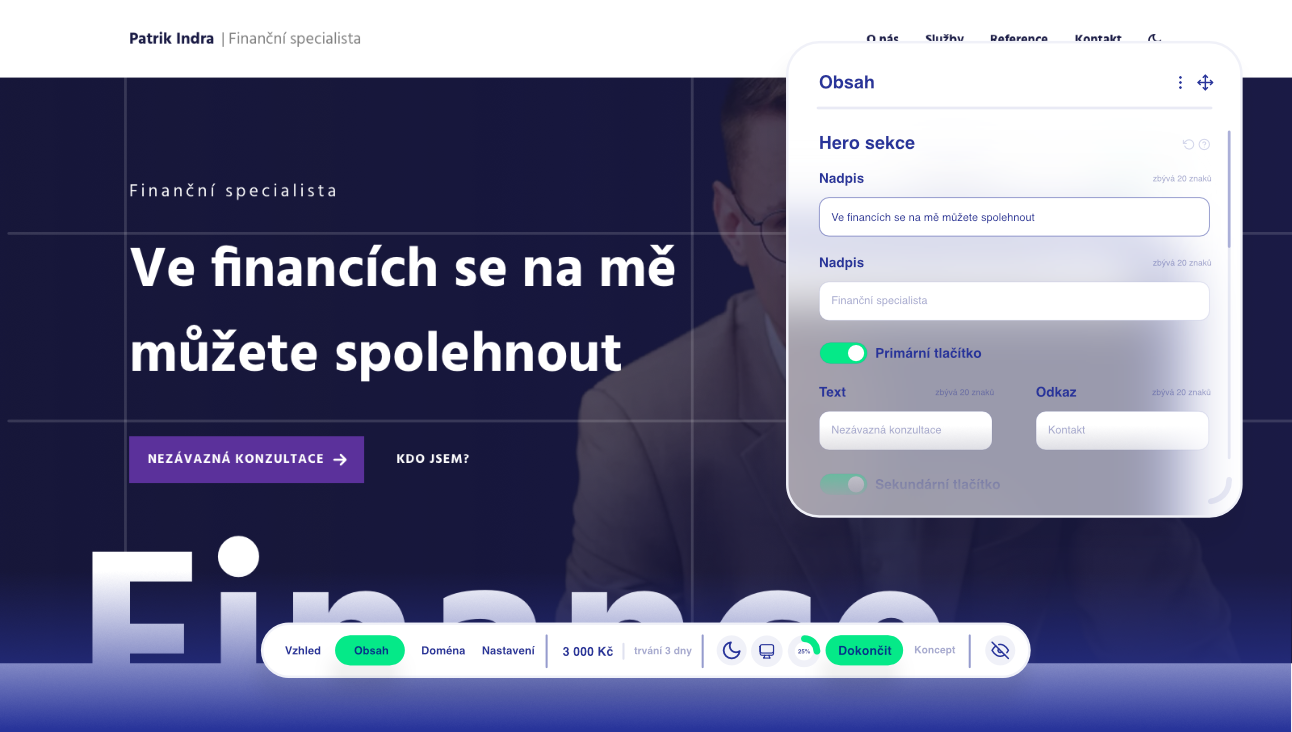 Patrik Indra | Finanční specialista
O nás Služby Reference Kontakt
Finanční specialista
Ve financích se na mě
můžete spolehnout
NEZÁVAZNÁ KONZULTACE
KDO JSEM?
Finance
Obsah
Hero sekce
Nadpis
zbývá 20 znaků
Ve financích se na mě můžete spolehnout
Nadpis
zbývá 20 znaků
Finanční specialista
Primární tlačítko
Text
zbývá 20 znaků
Odkaz
zbývá 20 znaků
Nezávazná konzultace
Kontakt
Sekundární tlačítko
Vzhled
Obsah
Doména
Nastavení
3 000 Kč
trvání 3 dny
25%
Dokončit
Koncept